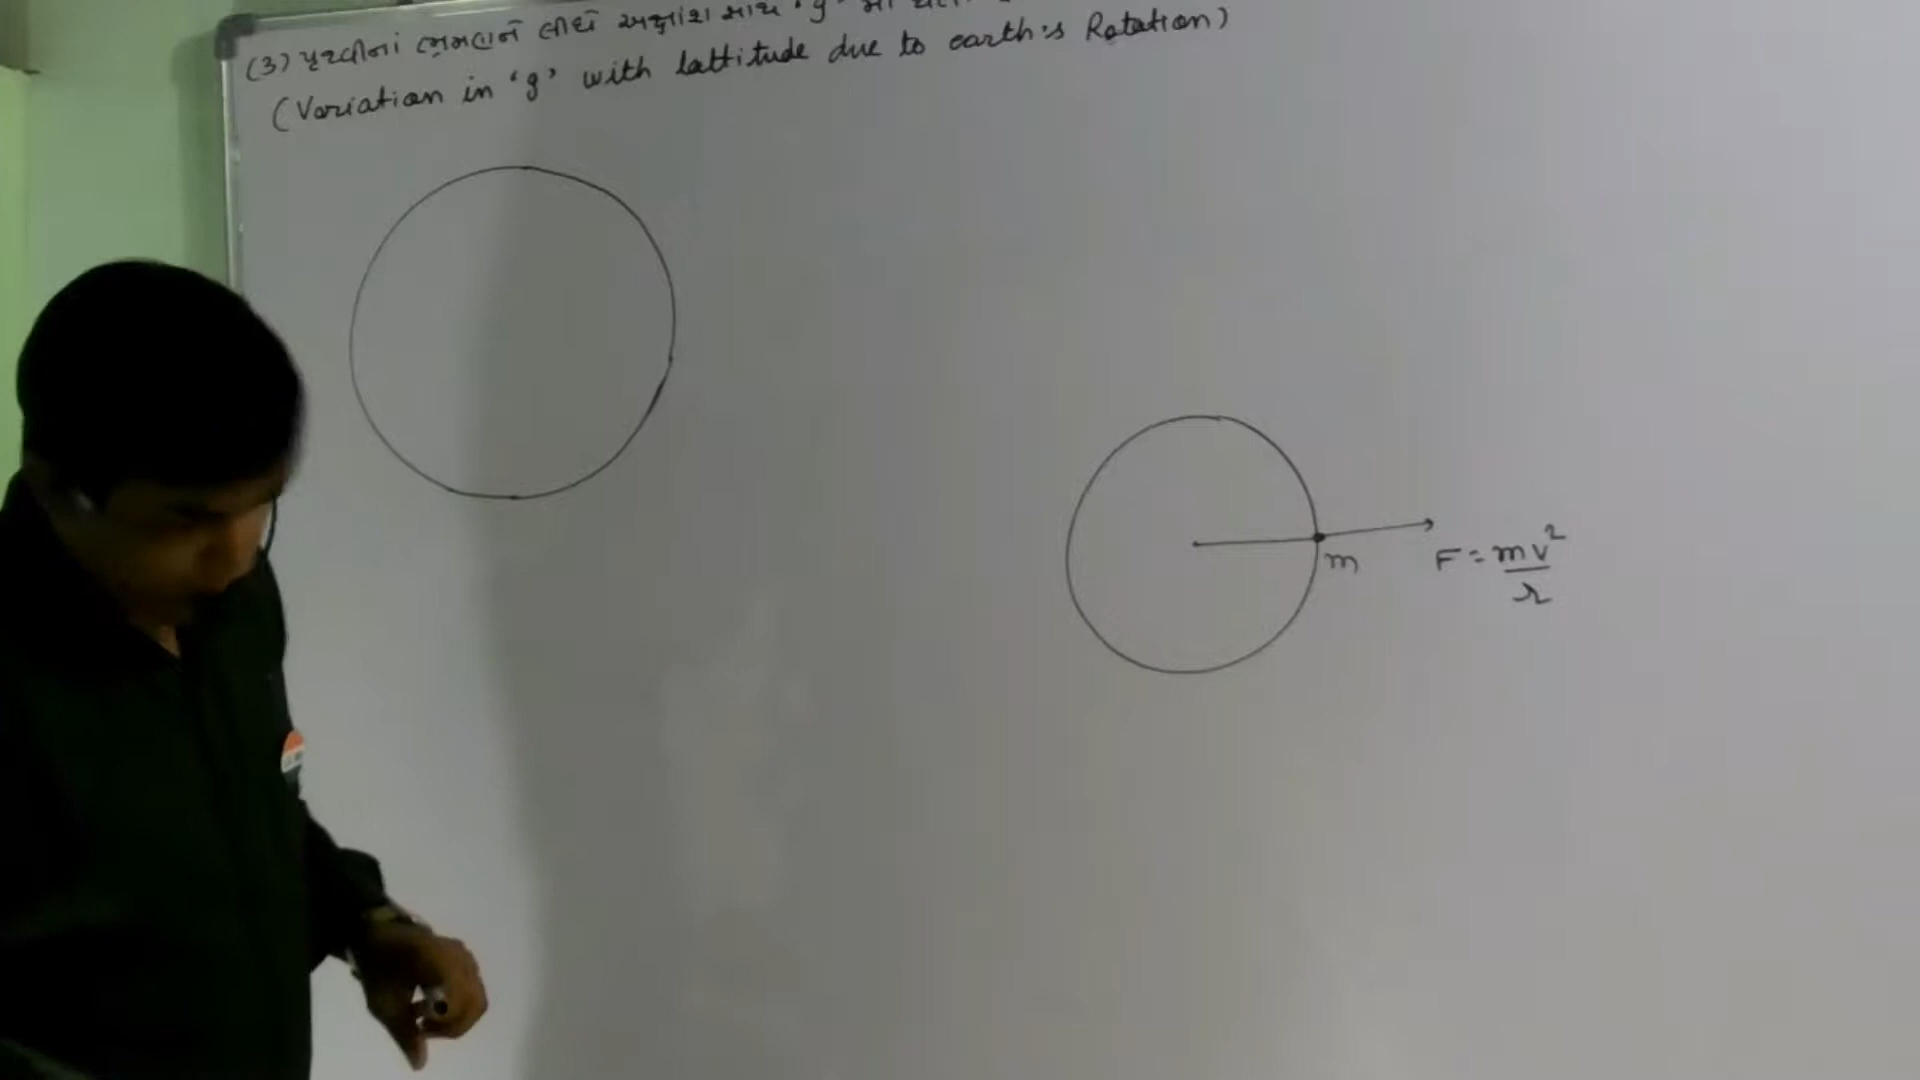 (3) પૃથ્વીનાં ભ્રમણને લીધે અક્ષાંશ સાથે 'g' માં
(Variation in 'g' with lattitude due to earth's Rotation)
m
F = mv²/r